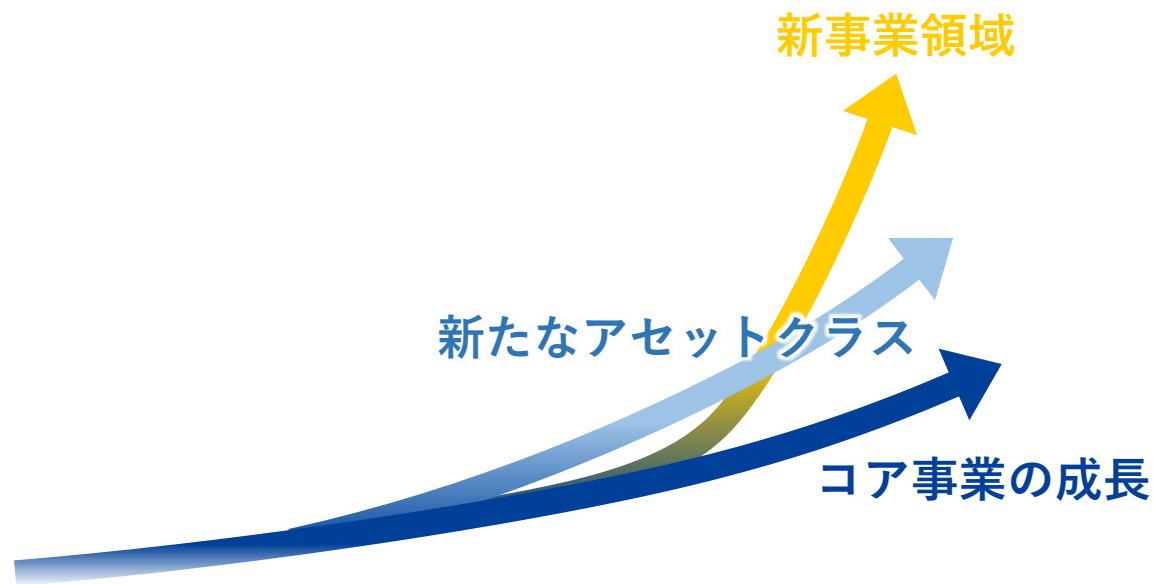 新事業領域
新たなアセットクラス
コア事業の成長